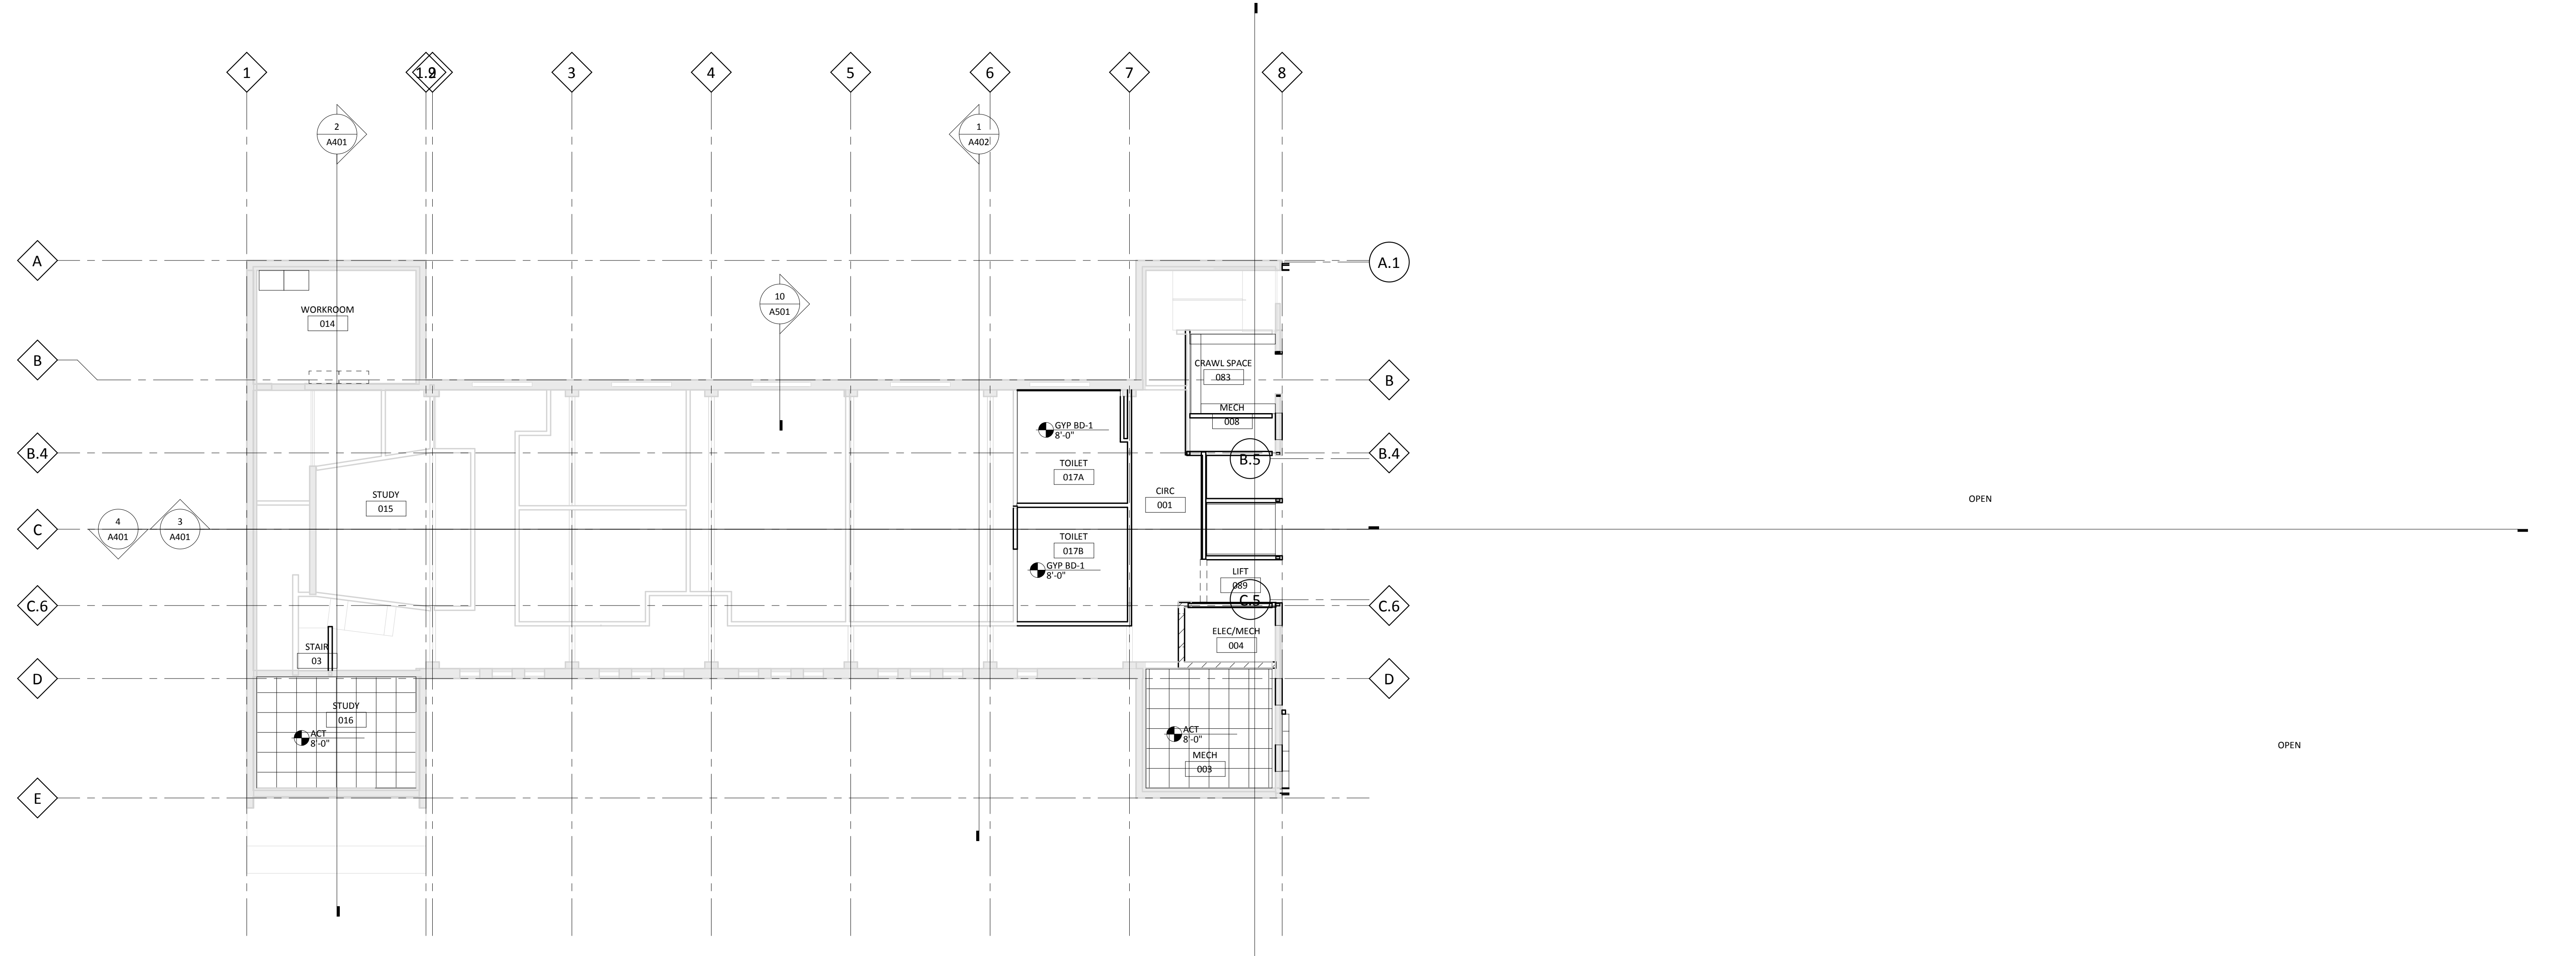 1
1.9
2
3
4
5
6
7
8
2
A401
1
A402
A
A.1
10
A501
WORKROOM
014
B
CRAWL SPACE
083
B
MECH
008
GYP BD-1
8'-0"
B.4
B.5
B.4
TOILET
017A
STUDY
015
CIRC
001
OPEN
C
4
A401
3
A401
TOILET
017B
GYP BD-1
8'-0"
LIFT
089
C.6
C.5
C.6
ELEC/MECH
004
STAIR
03
D
D
STUDY
016
ACT
8'-0"
ACT
8'-0"
OPEN
MECH
003
E